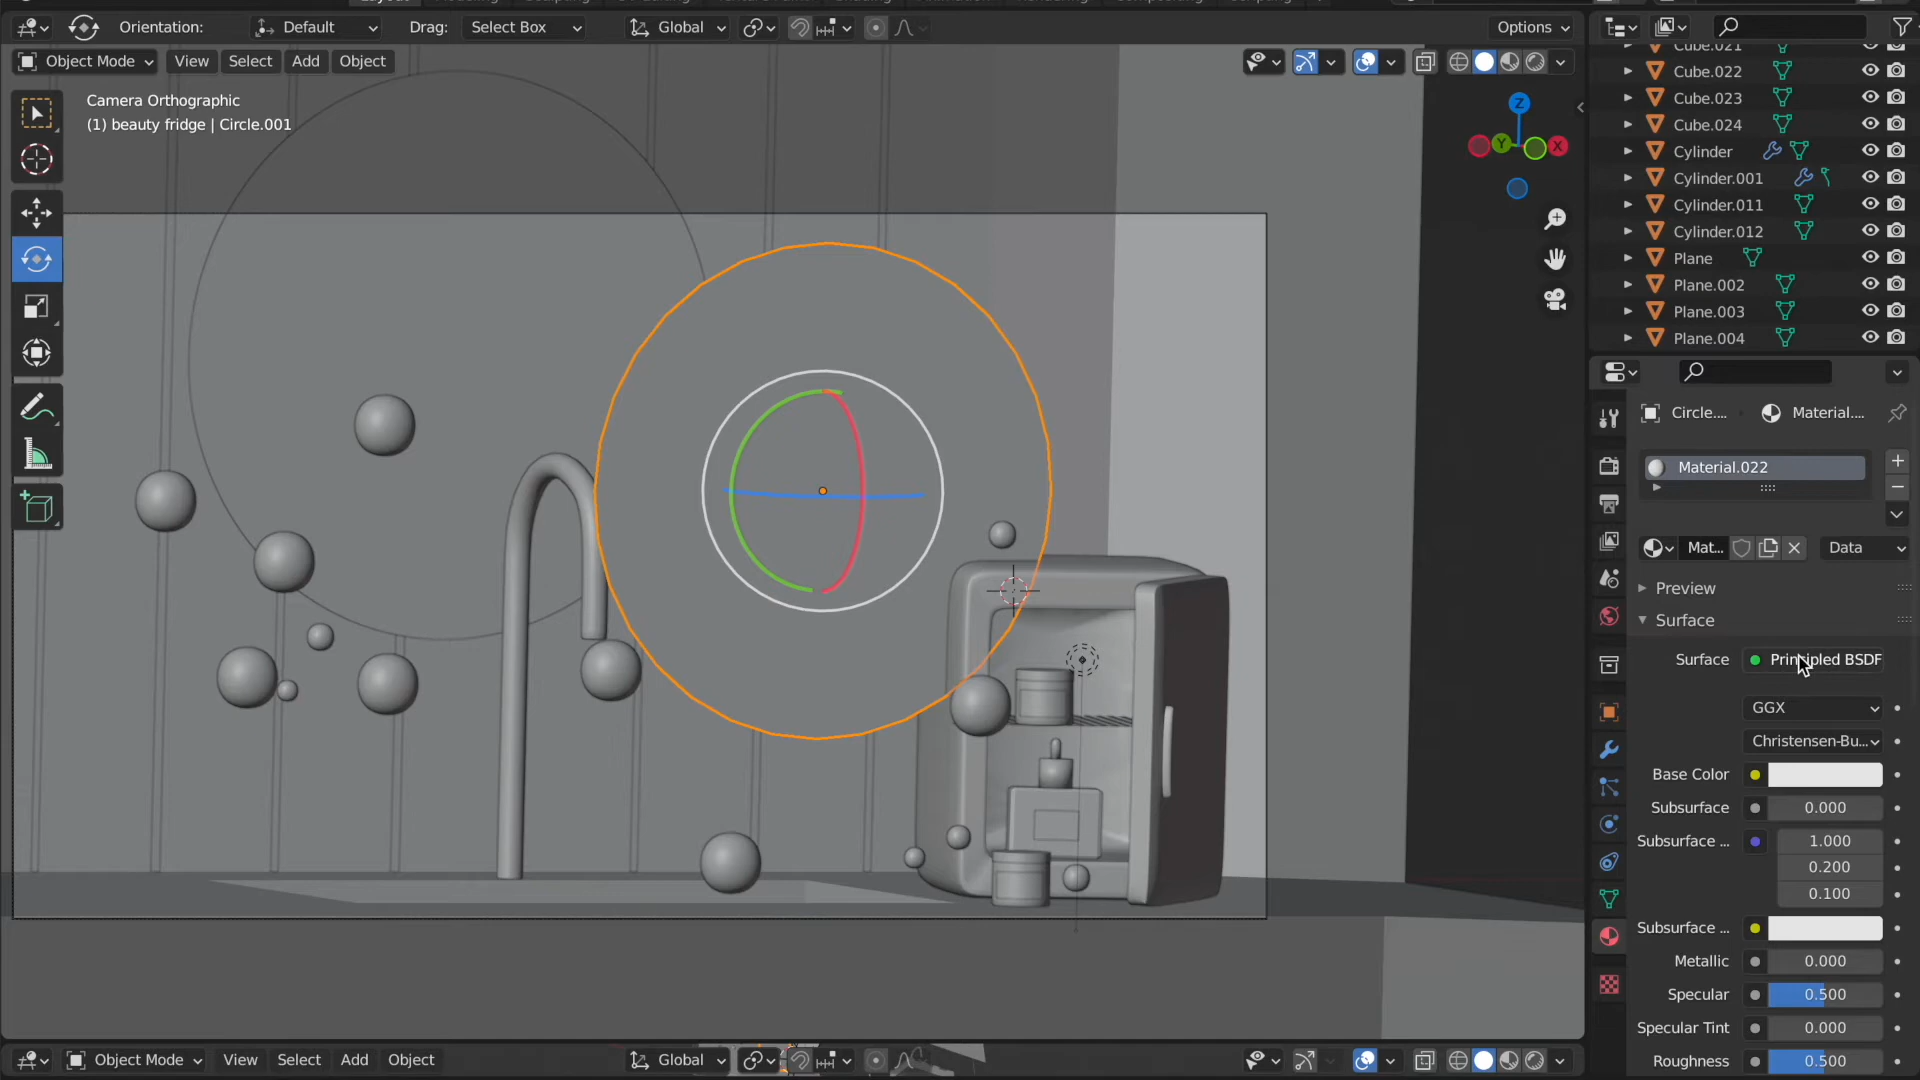 Orientation:
Default
Drag:
Select Box
Global
Options
Object Mode
View
Select
Add
Object
Camera Orthographic
(1) beauty fridge | Circle.001
Z
Y
X
Cube.021
Cube.022
Cube.023
Cube.024
Cylinder
Cylinder.001
Cylinder.011
Cylinder.012
Plane
Plane.002
Plane.003
Plane.004
Circle....
Material....
Material.022
Mat...
Data
Preview
Surface
Surface
Principled BSDF
GGX
Christensen-Bu...
Base Color
Subsurface
0.000
Subsurface ...
1.000
0.200
0.100
Subsurface ...
Metallic
0.000
Specular
0.500
Specular Tint
0.000
Roughness
0.500
Object Mode
View
Select
Add
Object
Global